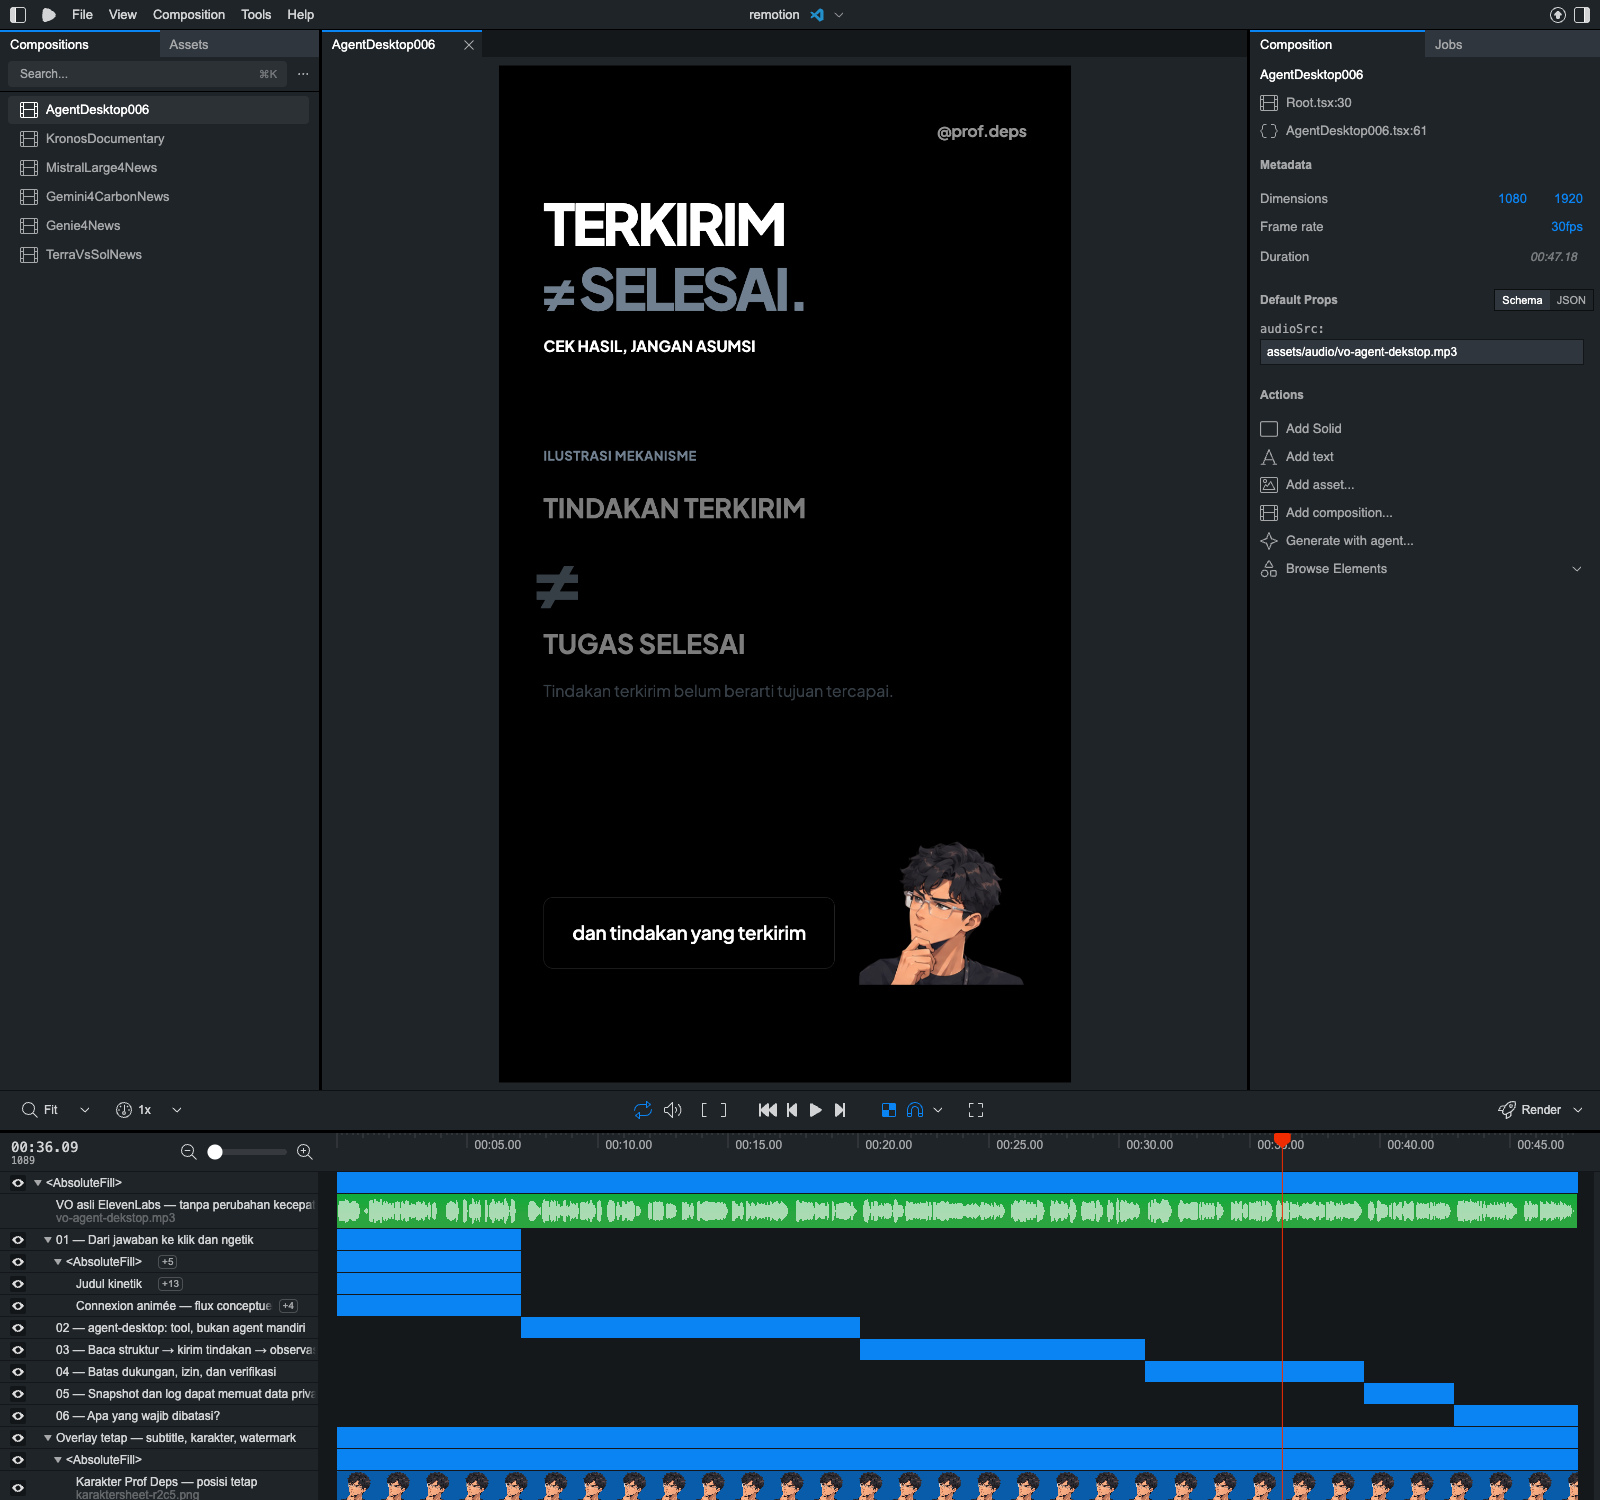 File View Composition Tools Help
remotion
Compositions
Assets
Search...
⌘K
AgentDesktop006
KronosDocumentary
MistralLarge4News
Gemini4CarbonNews
Genie4News
TerraVsSolNews
AgentDesktop006
@prof.deps
TERKIRIM
≠SELESAI.
CEK HASIL, JANGAN ASUMSI
ILUSTRASI MEKANISME
TINDAKAN TERKIRIM
≠
TUGAS SELESAI
Tindakan terkirim belum berarti tujuan tercapai.
dan tindakan yang terkirim
Composition
Jobs
AgentDesktop006
Root.tsx:30
AgentDesktop006.tsx:61
Metadata
Dimensions 1080 1920
Frame rate 30fps
Duration 00:47.18
Default Props Schema JSON
audioSrc:
assets/audio/vo-agent-dekstop.mp3
Actions
Add Solid
Add text
Add asset...
Add composition...
Generate with agent...
Browse Elements
Fit
1x
Render
00:36.09
1089
00:05.00 00:10.00 00:15.00 00:20.00 00:25.00 00:30.00 00:40.00 00:45.00
<AbsoluteFill>
VO asli ElevenLabs — tanpa perubahan kecepat
vo-agent-dekstop.mp3
01 — Dari jawaban ke klik dan ngetik
<AbsoluteFill> +5
Judul kinetik +13
Connexion animée — flux conceptue +4
02 — agent-desktop: tool, bukan agent mandiri
03 — Baca struktur → kirim tindakan → observa
04 — Batas dukungan, izin, dan verifikasi
05 — Snapshot dan log dapat memuat data priva
06 — Apa yang wajib dibatasi?
Overlay tetap — subtitle, karakter, watermark
<AbsoluteFill>
Karakter Prof Deps — posisi tetap
karaktersheet-r2c5.png